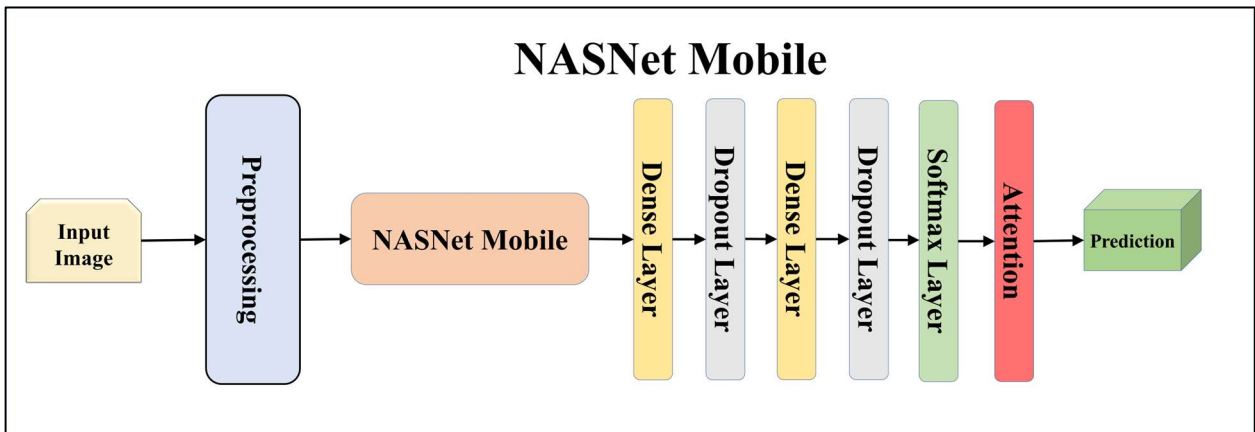 NASNet Mobile
Input
Image
Preprocessing
NASNet Mobile
Dense Layer
Dropout Layer
Dense Layer
Dropout Layer
Softmax Layer
Attention
Prediction